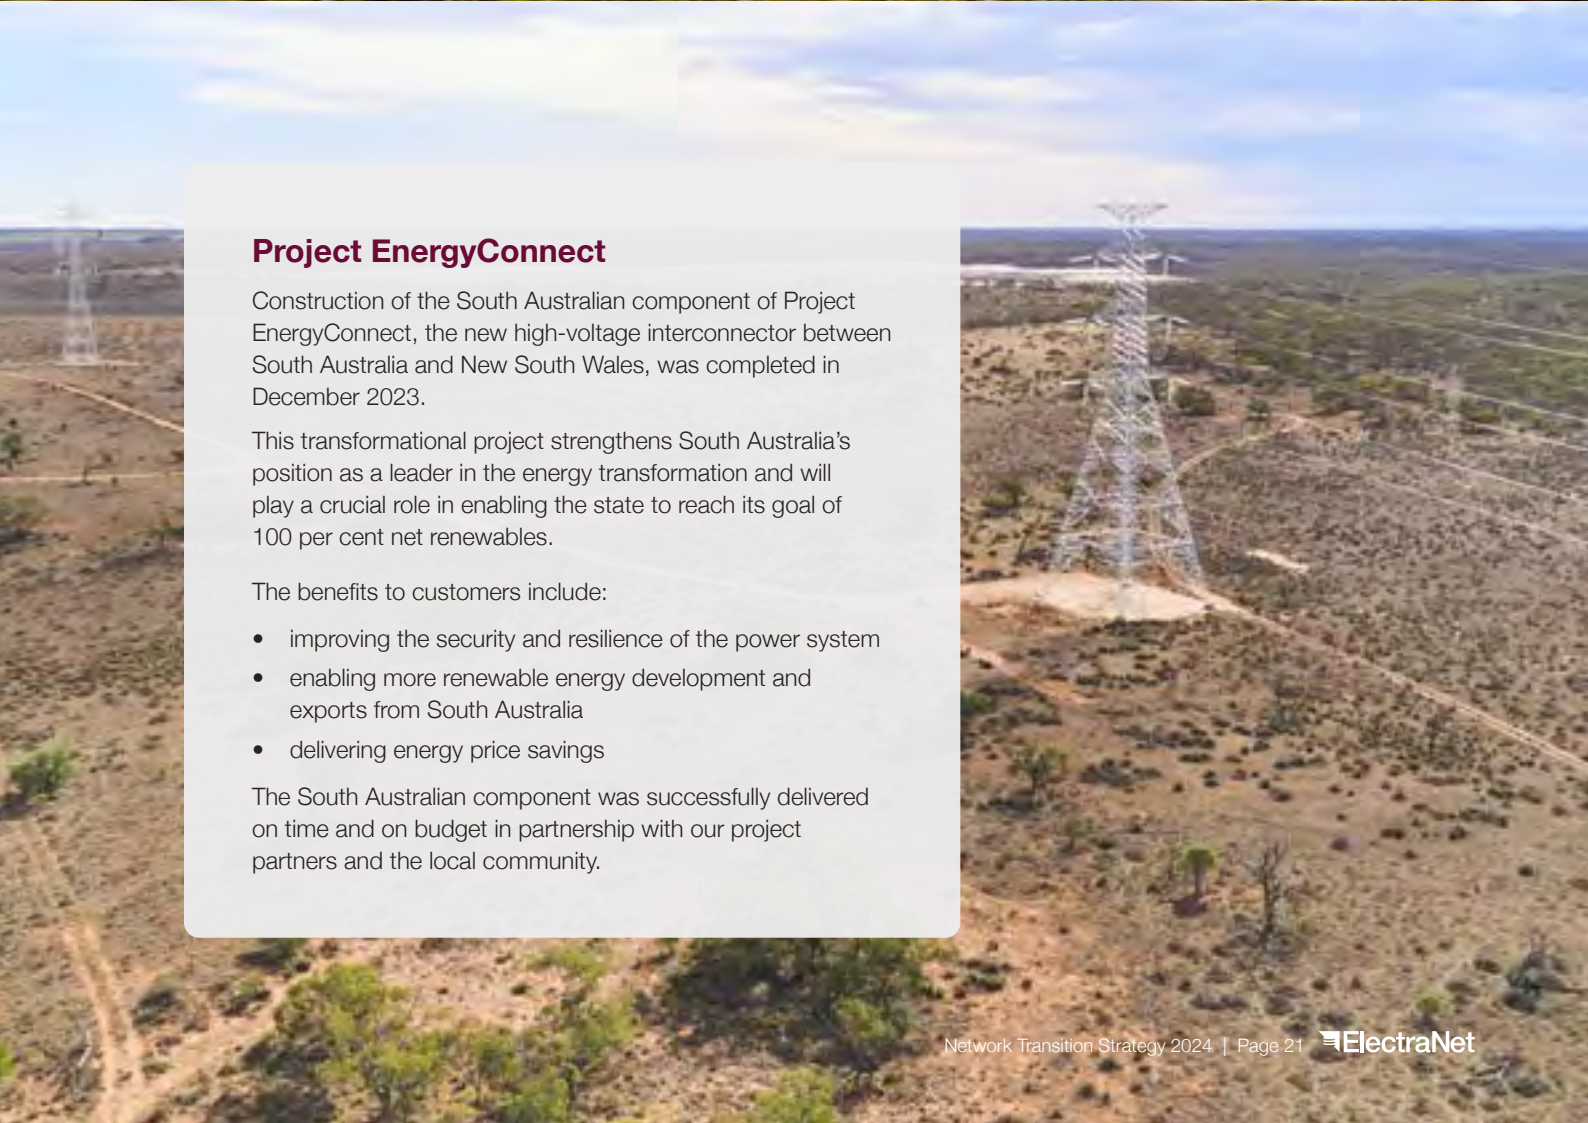 Project EnergyConnect
Construction of the South Australian component of Project
EnergyConnect, the new high-voltage interconnector between
South Australia and New South Wales, was completed in
December 2023.
This transformational project strengthens South Australia’s
position as a leader in the energy transformation and will
play a crucial role in enabling the state to reach its goal of
100 per cent net renewables.
The benefits to customers include:
• improving the security and resilience of the power system
• enabling more renewable energy development and
exports from South Australia
• delivering energy price savings
The South Australian component was successfully delivered
on time and on budget in partnership with our project
partners and the local community.
Network Transition Strategy 2024 | Page 21 ElectraNet